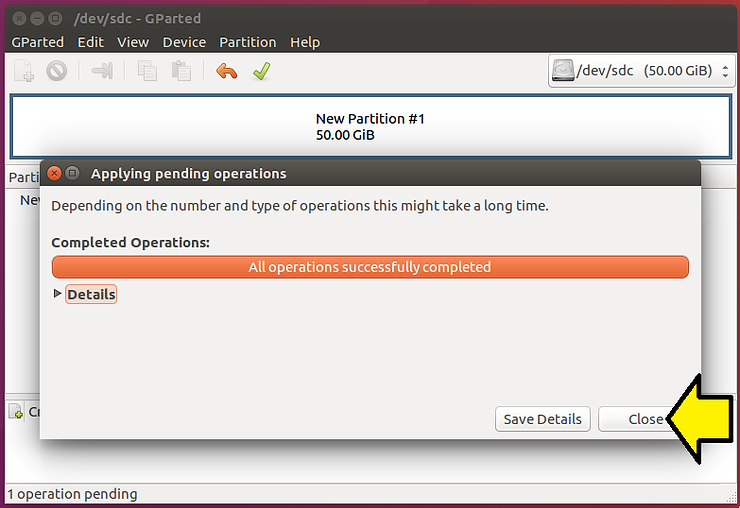 /dev/sdc - GParted
GParted Edit View Device Partition Help
/dev/sdc (50.00 GiB)
New Partition #1
50.00 GiB
Parti
Applying pending operations
Ne
Depending on the number and type of operations this might take a long time.
Completed Operations:
All operations successfully completed
Details
Cr
Save Details Close
1 operation pending